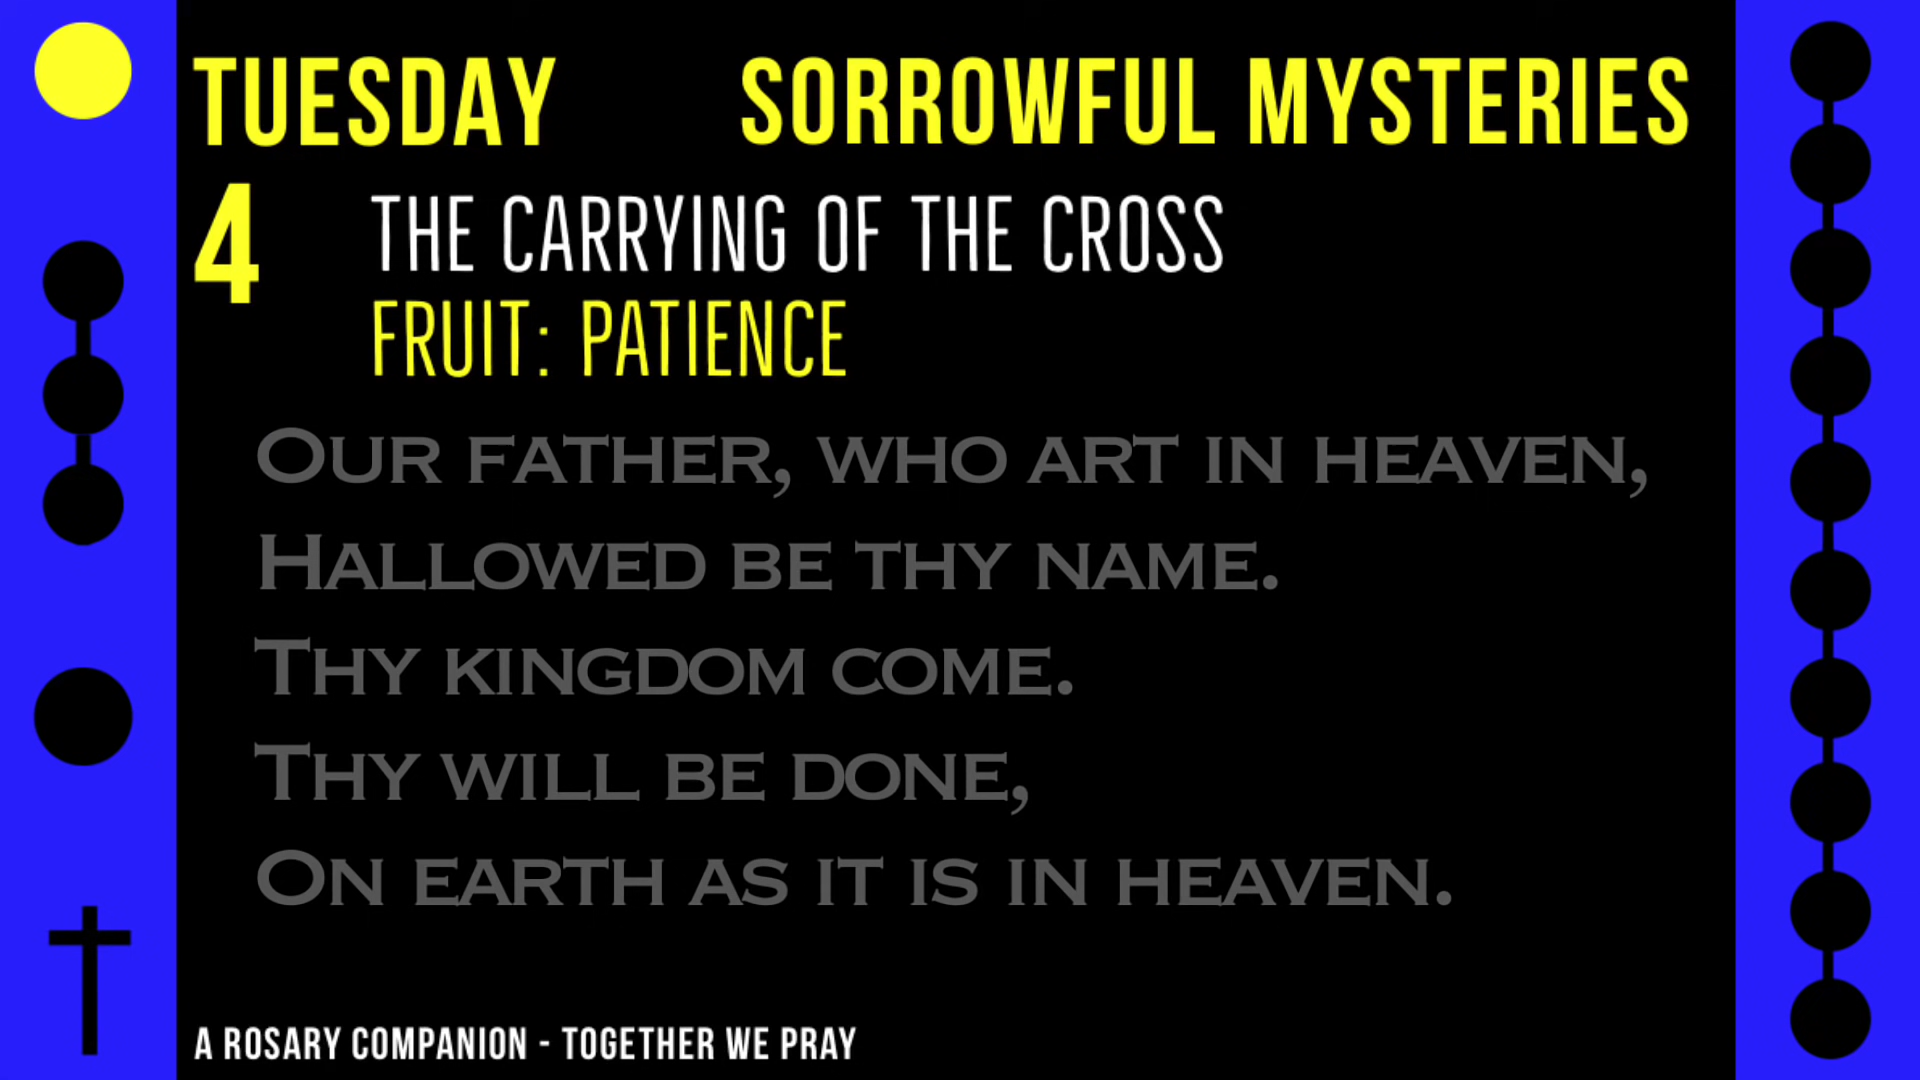 TUESDAY SORROWFUL MYSTERIES
4 THE CARRYING OF THE CROSS
FRUIT: PATIENCE
OUR FATHER, WHO ART IN HEAVEN,
HALLOWED BE THY NAME.
THY KINGDOM COME.
THY WILL BE DONE,
ON EARTH AS IT IS IN HEAVEN.
A ROSARY COMPANION - TOGETHER WE PRAY